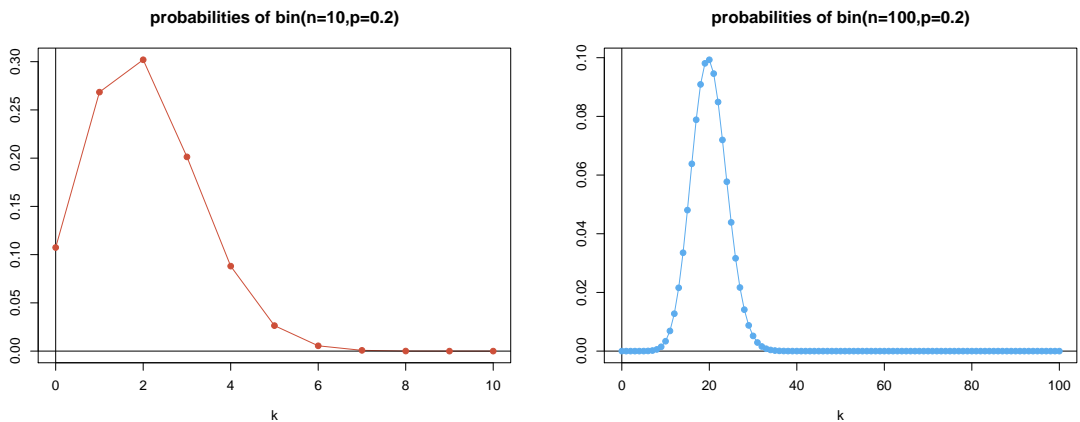 probabilities of bin(n=10,p=0.2)
0.30
0.25
0.20
0.15
0.10
0.05
0.00
0 2 4 6 8 10
k
probabilities of bin(n=100,p=0.2)
0.10
0.08
0.06
0.04
0.02
0.00
0 20 40 60 80 100
k